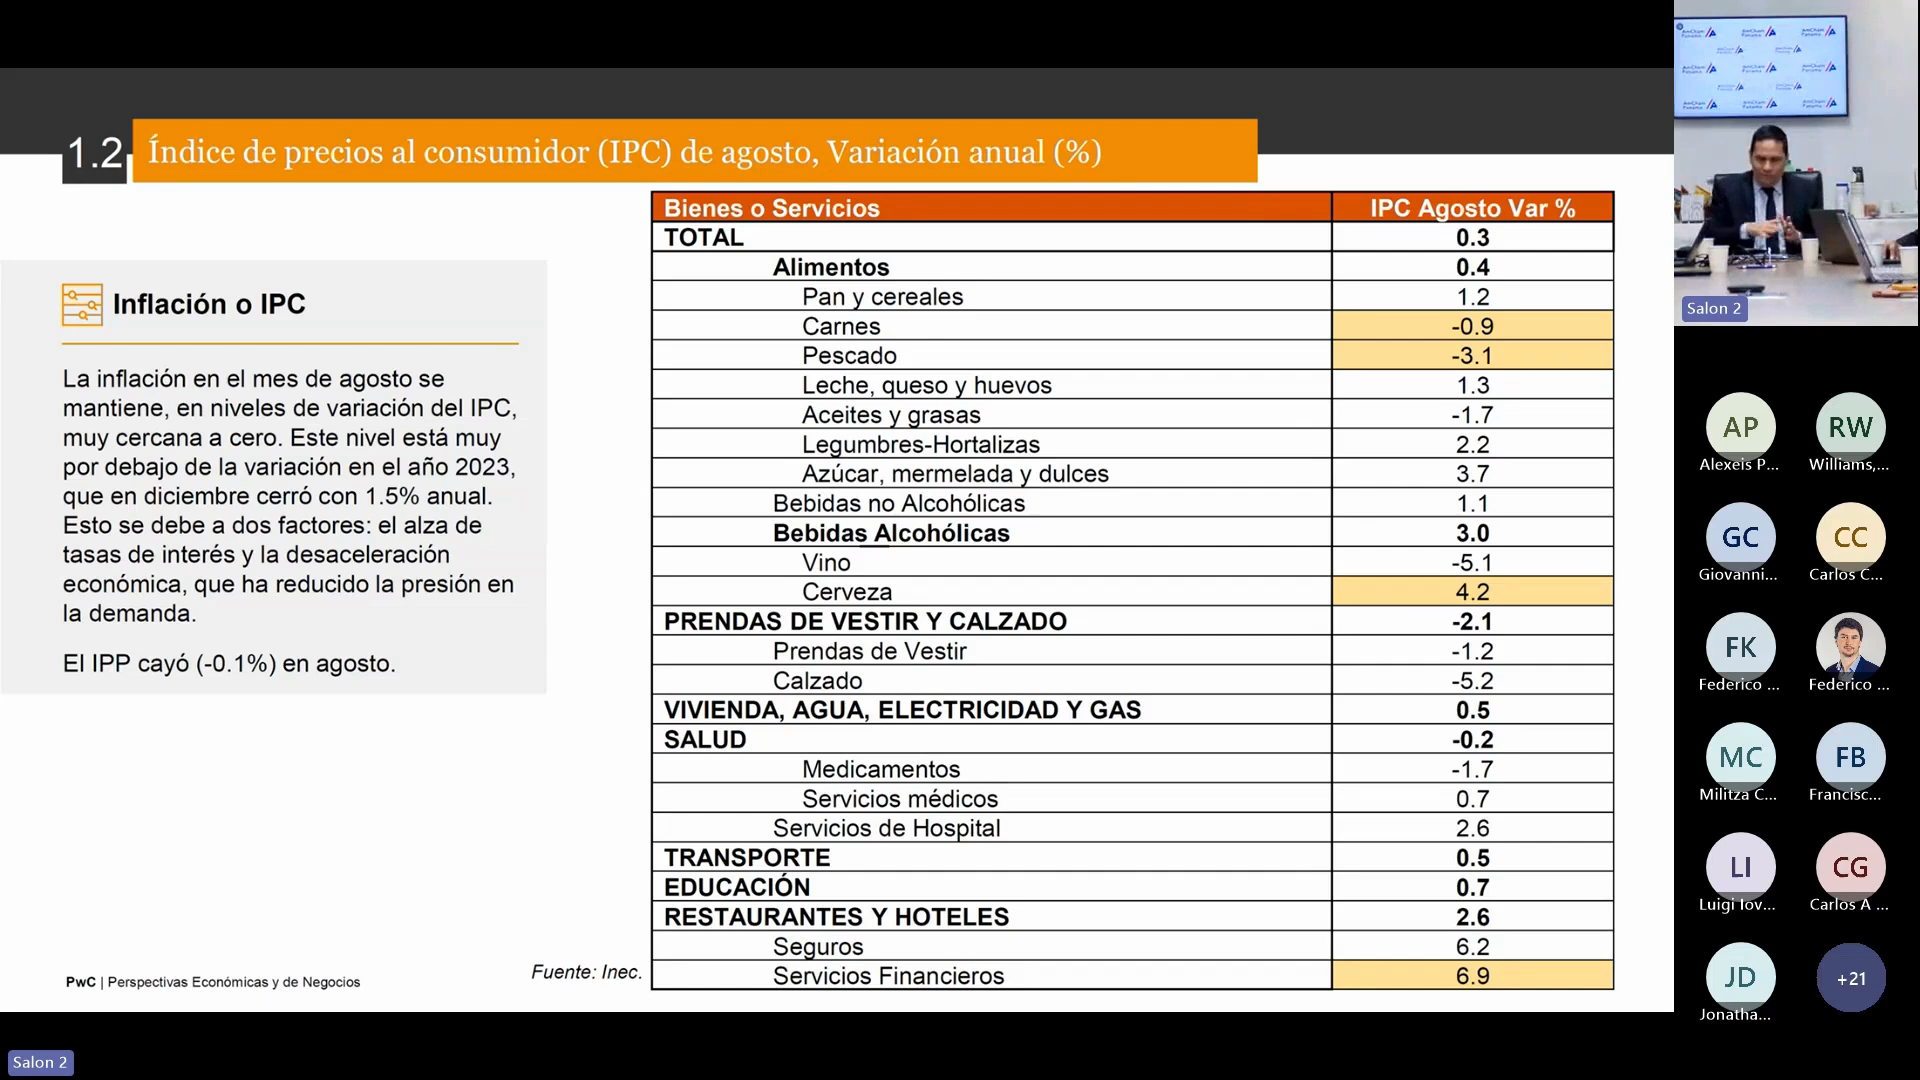 1.2
Índice de precios al consumidor (IPC) de agosto, Variación anual (%)
Inflación o IPC
La inflación en el mes de agosto se
mantiene, en niveles de variación del IPC,
muy cercana a cero. Este nivel está muy
por debajo de la variación en el año 2023,
que en diciembre cerró con 1.5% anual.
Esto se debe a dos factores: el alza de
tasas de interés y la desaceleración
económica, que ha reducido la presión en
la demanda.
El IPP cayó (-0.1%) en agosto.
Bienes o Servicios IPC Agosto Var %
TOTAL 0.3
Alimentos 0.4
Pan y cereales 1.2
Carnes -0.9
Pescado -3.1
Leche, queso y huevos 1.3
Aceites y grasas -1.7
Legumbres-Hortalizas 2.2
Azúcar, mermelada y dulces 3.7
Bebidas no Alcohólicas 1.1
Bebidas Alcohólicas 3.0
Vino -5.1
Cerveza 4.2
PRENDAS DE VESTIR Y CALZADO -2.1
Prendas de Vestir -1.2
Calzado -5.2
VIVIENDA, AGUA, ELECTRICIDAD Y GAS 0.5
SALUD -0.2
Medicamentos -1.7
Servicios médicos 0.7
Servicios de Hospital 2.6
TRANSPORTE 0.5
EDUCACIÓN 0.7
RESTAURANTES Y HOTELES 2.6
Seguros 6.2
Servicios Financieros 6.9
Fuente: Inec.
PwC | Perspectivas Económicas y de Negocios
Salon 2
AmCham
Panama
Salon 2
AP
Alexeis P...
RW
Williams,...
GC
Giovanni...
CC
Carlos C...
FK
Federico ...
Federico ...
MC
Militza C...
FB
Francisc...
LI
Luigi Iov...
CG
Carlos A ...
JD
Jonatha...
+21